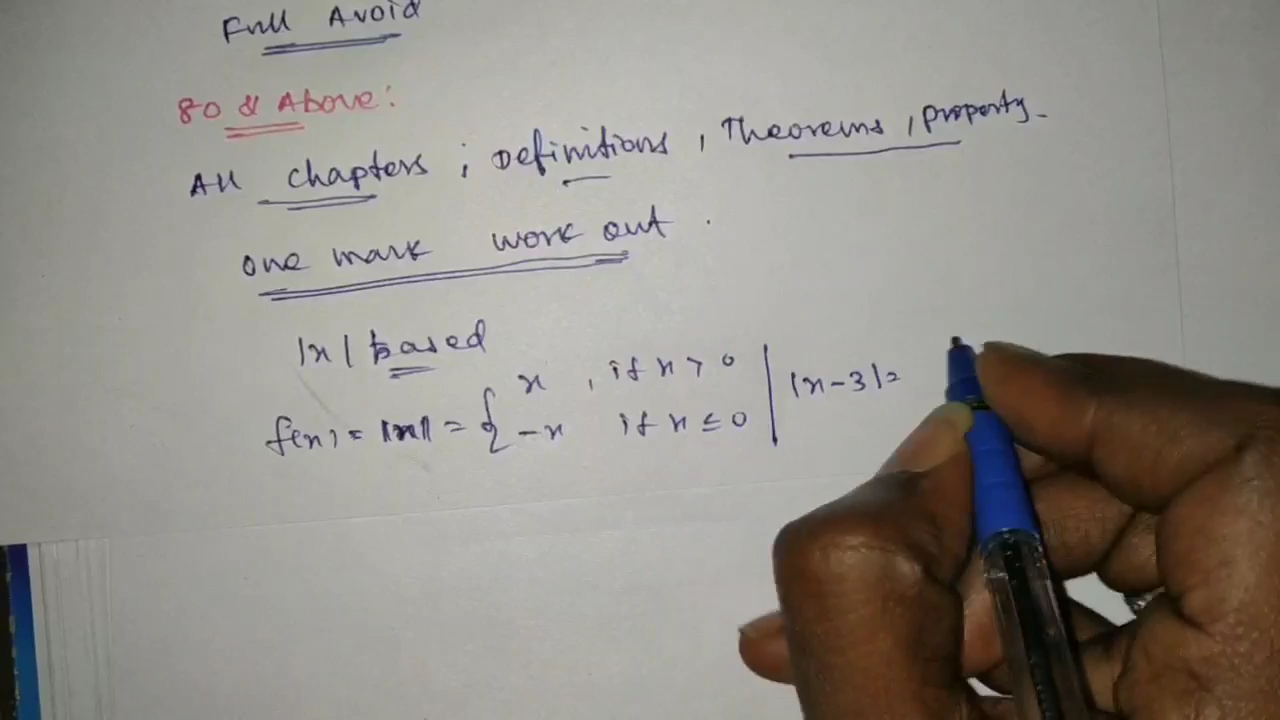 Full Avoid
80 & Above:
All chapters ; Definitions , Theorems , property
one mark work out .
|x| based
f(x) = |x| = { x , if x > 0
-x if x ≤ 0
|x-3| =